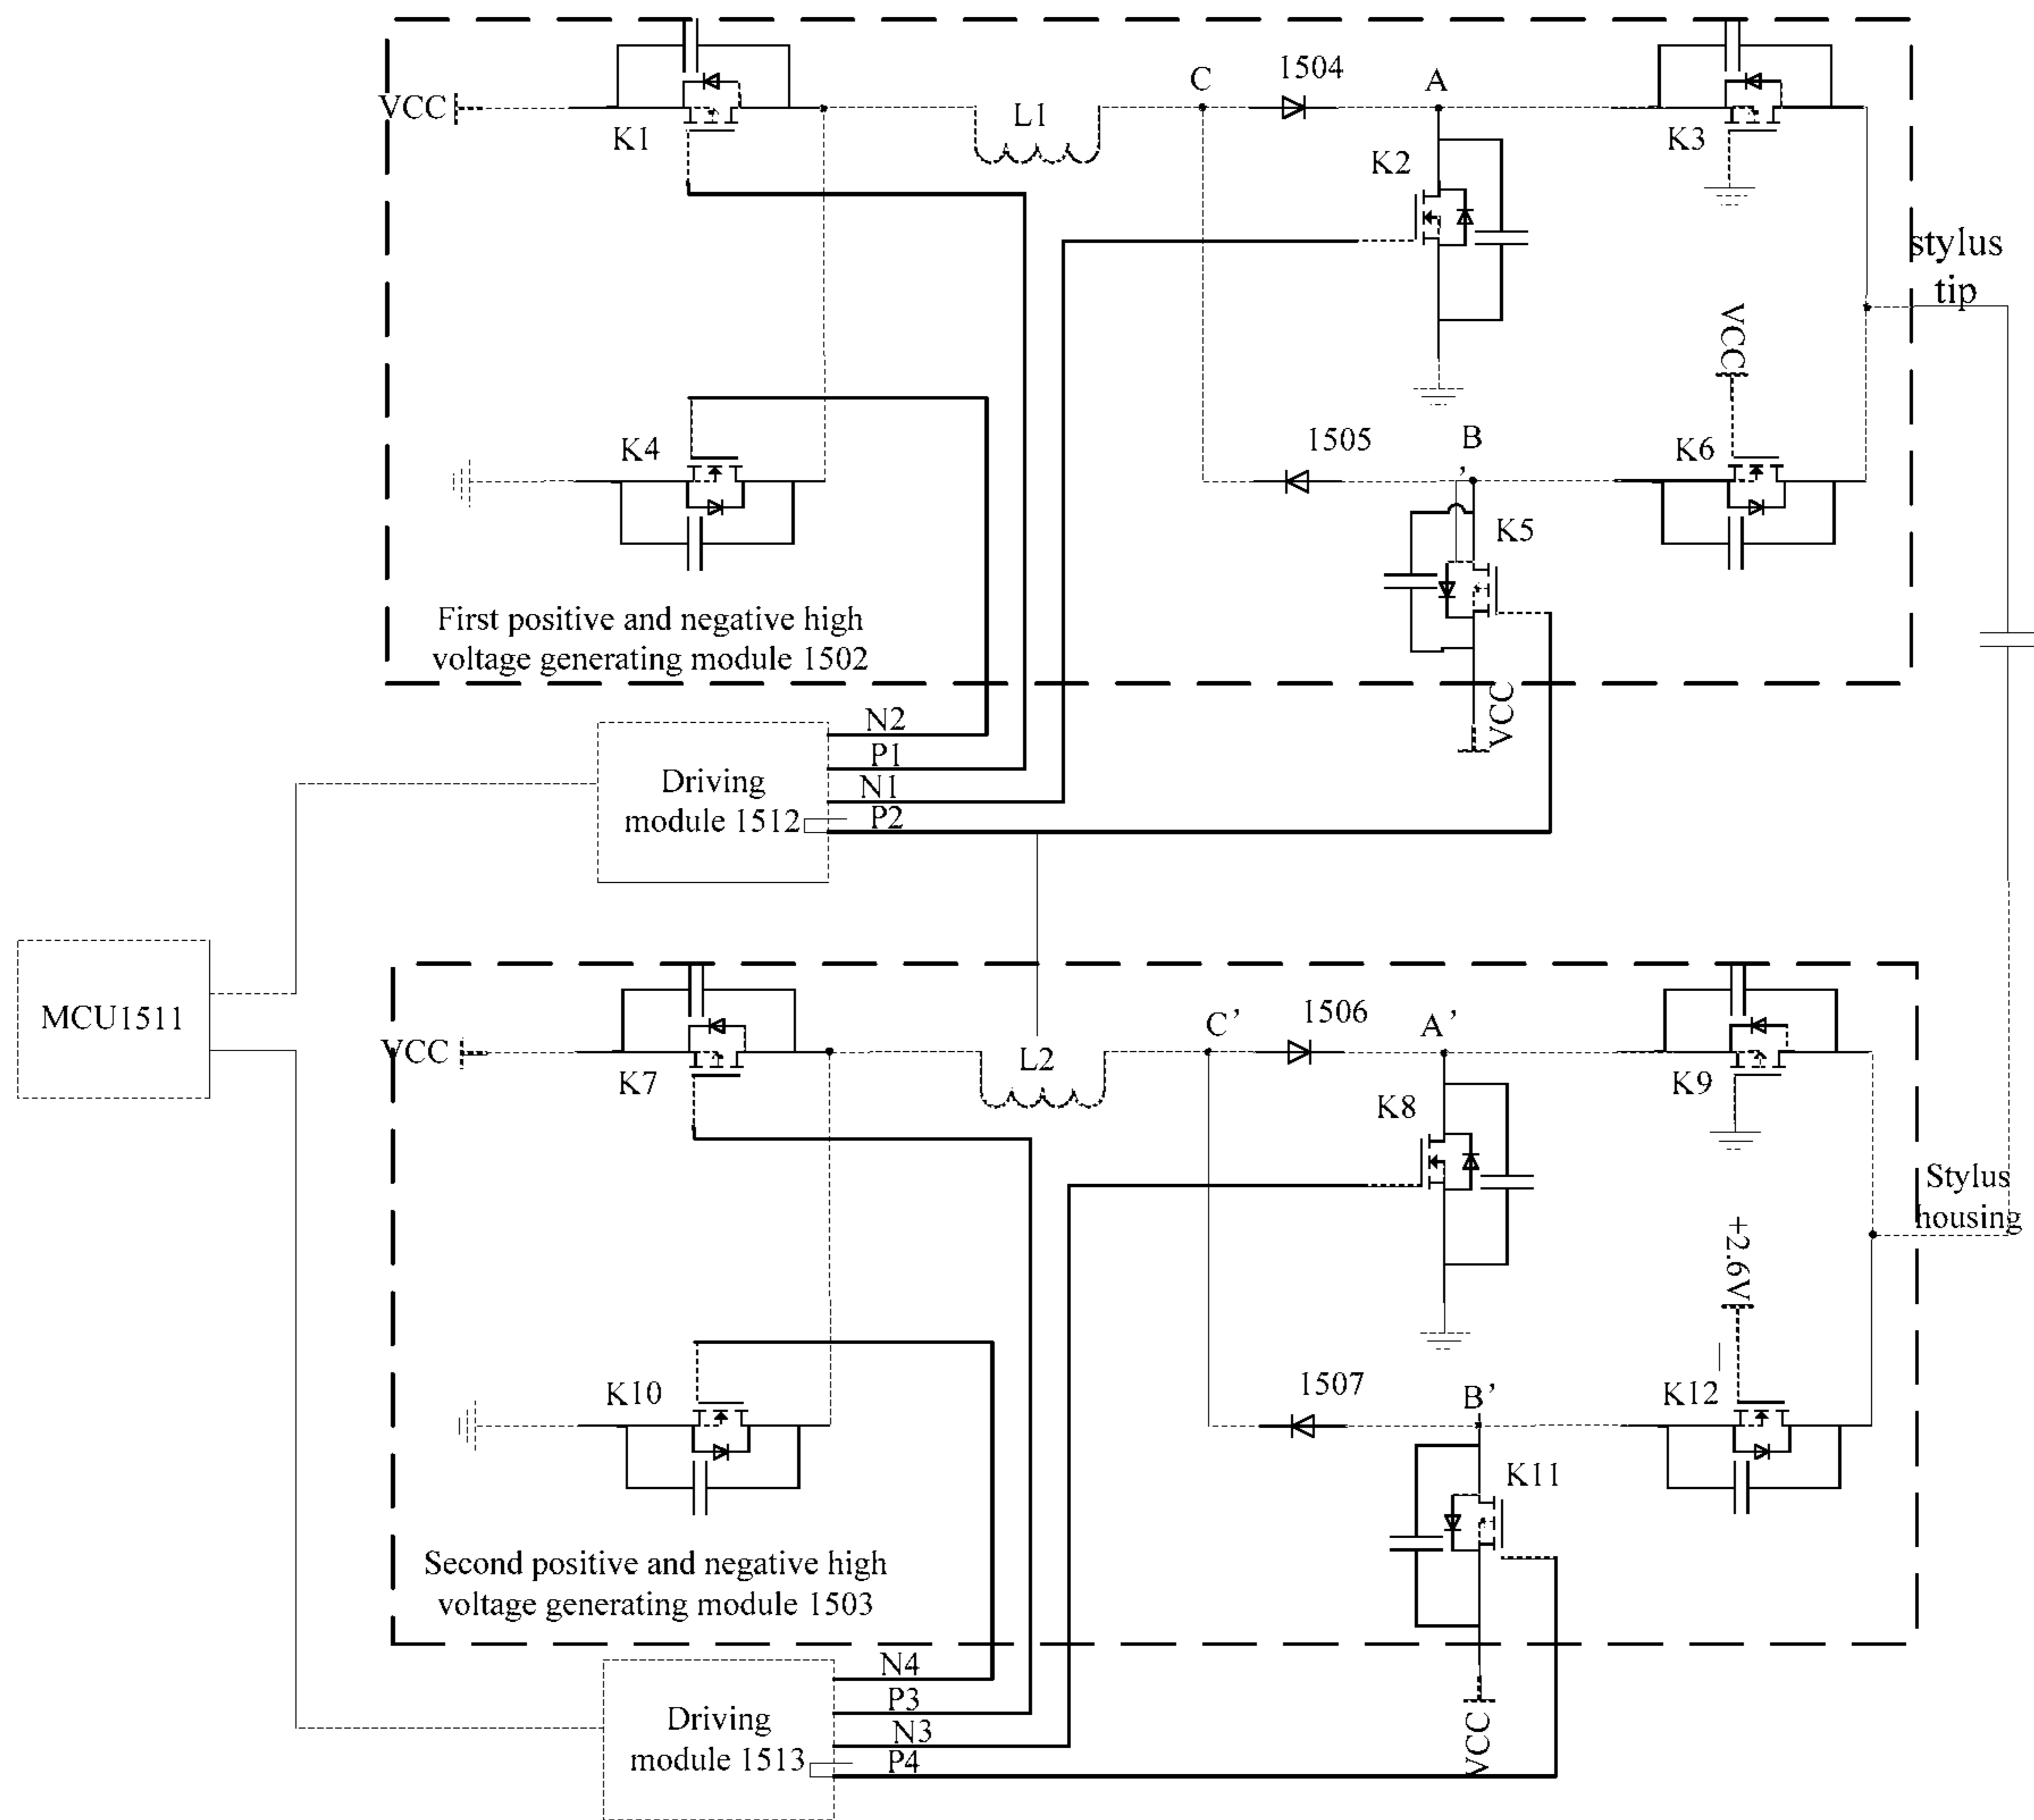 C
1504
A
VCC
K1
L1
K2
K3
stylus
tip
VCC
K4
1505
B
K6
K5
First positive and negative high
voltage generating module 1502
VCC
N2
P1
N1
P2
Driving
module 1512
MCU1511
C'
1506
A'
VCC
K7
L2
K8
K9
Stylus
housing
+2.6V
K10
1507
B'
K12
K11
Second positive and negative high
voltage generating module 1503
N4
P3
N3
P4
Driving
module 1513
VCC